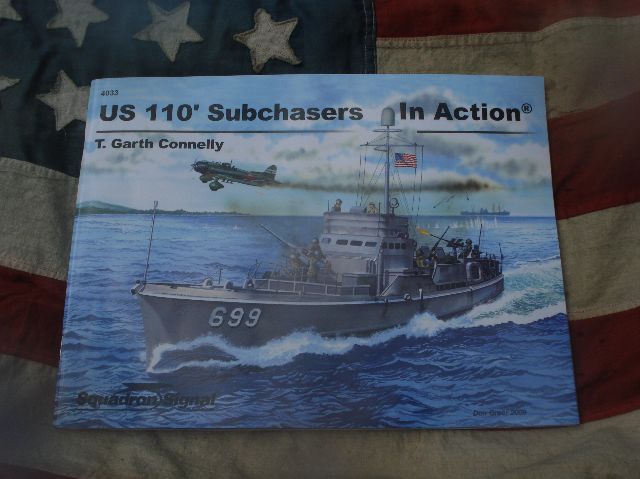 4033
US 110' Subchasers In Action®
T. Garth Connelly
699
Squadron/Signal
Don Greer 2009